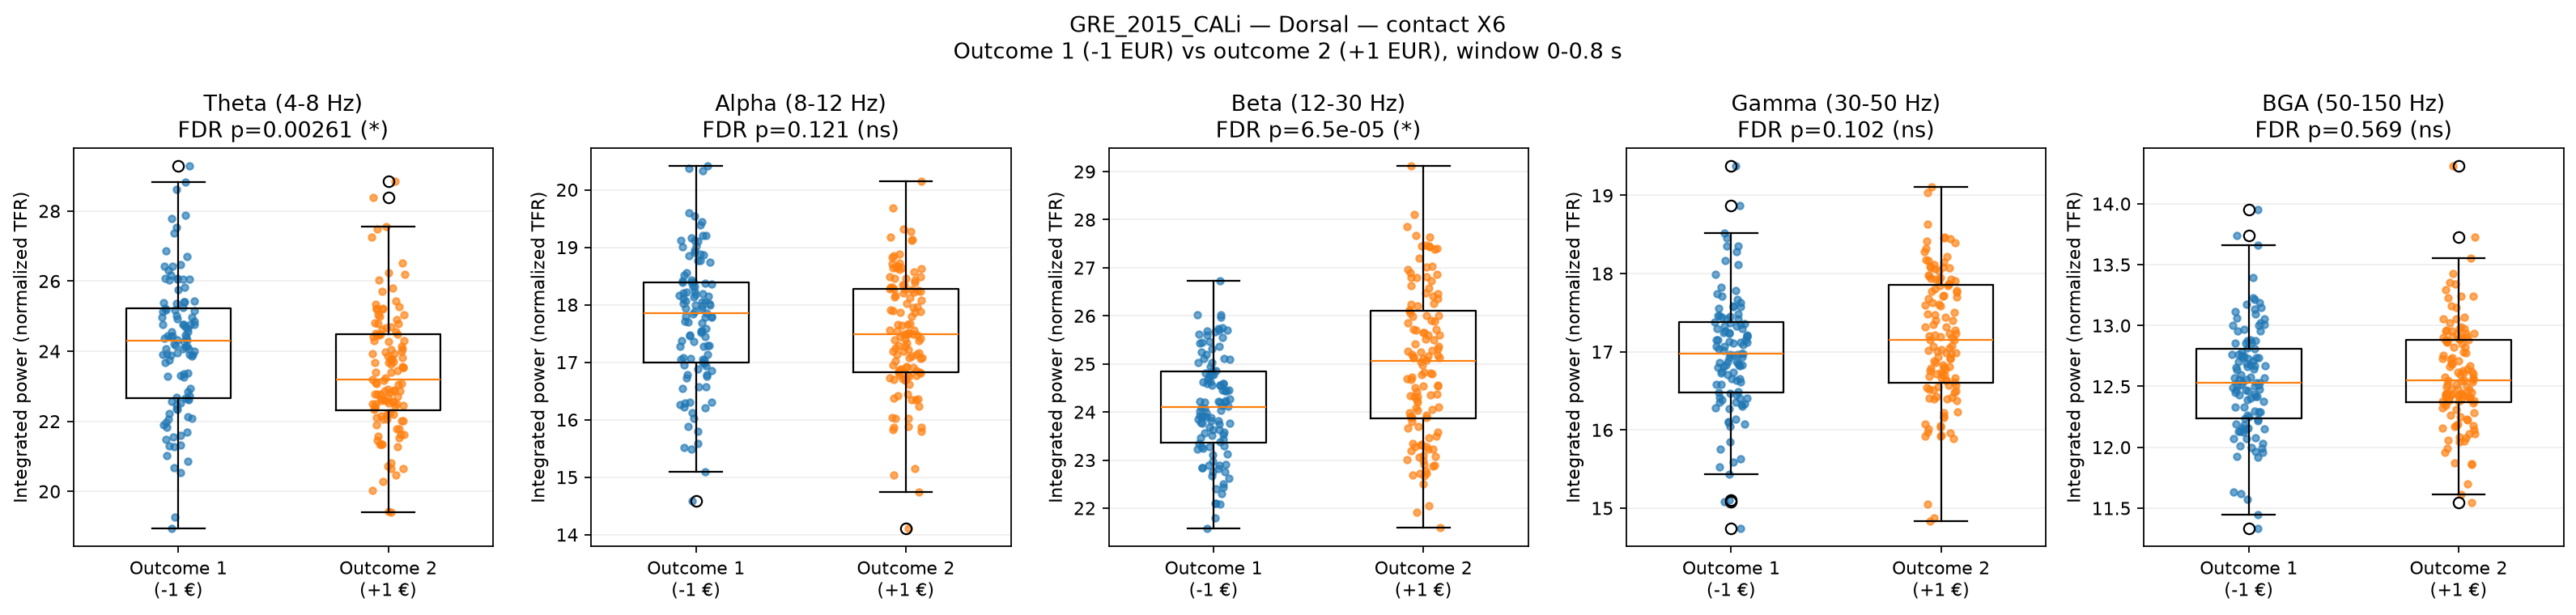 GRE_2015_CALi — Dorsal — contact X6
Outcome 1 (-1 EUR) vs outcome 2 (+1 EUR), window 0-0.8 s
Theta (4-8 Hz)
FDR p=0.00261 (*)
Integrated power (normalized TFR)
28
26
24
22
20
Outcome 1
(-1 €)
Outcome 2
(+1 €)
Alpha (8-12 Hz)
FDR p=0.121 (ns)
Integrated power (normalized TFR)
20
19
18
17
16
15
14
Outcome 1
(-1 €)
Outcome 2
(+1 €)
Beta (12-30 Hz)
FDR p=6.5e-05 (*)
Integrated power (normalized TFR)
29
28
27
26
25
24
23
22
Outcome 1
(-1 €)
Outcome 2
(+1 €)
Gamma (30-50 Hz)
FDR p=0.102 (ns)
Integrated power (normalized TFR)
19
18
17
16
15
Outcome 1
(-1 €)
Outcome 2
(+1 €)
BGA (50-150 Hz)
FDR p=0.569 (ns)
Integrated power (normalized TFR)
14.0
13.5
13.0
12.5
12.0
11.5
Outcome 1
(-1 €)
Outcome 2
(+1 €)